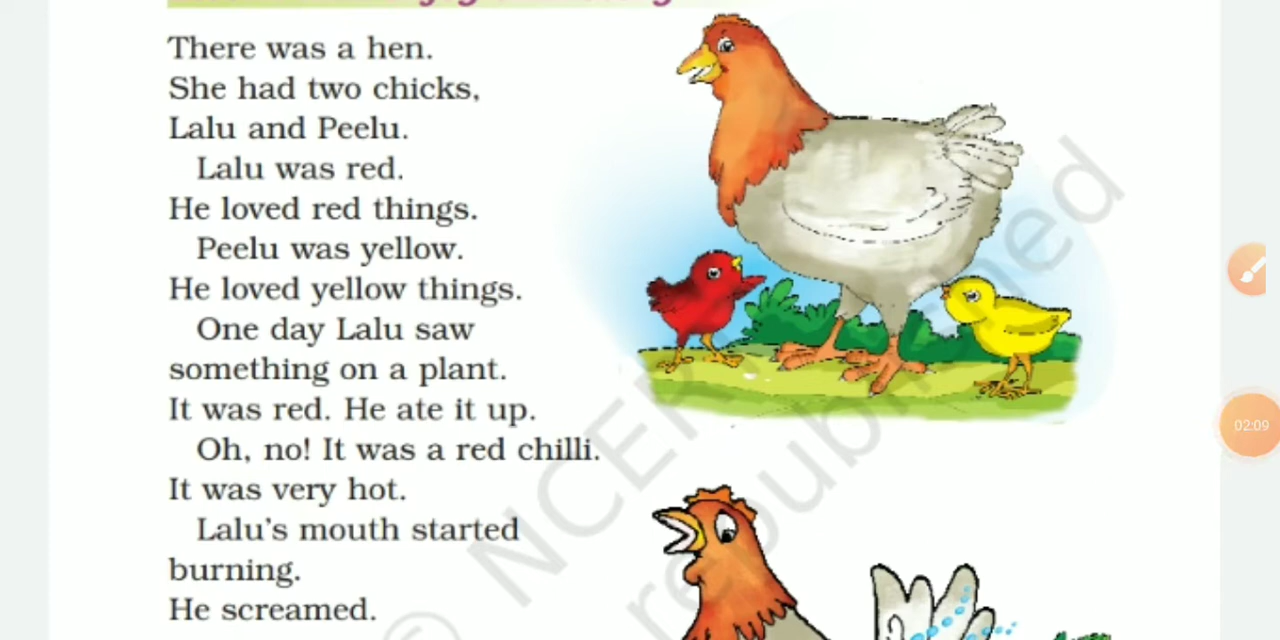 There was a hen.
She had two chicks,
Lalu and Peelu.
Lalu was red.
He loved red things.
Peelu was yellow.
He loved yellow things.
One day Lalu saw
something on a plant.
It was red. He ate it up.
Oh, no! It was a red chilli.
It was very hot.
Lalu's mouth started
burning.
He screamed.
02:09